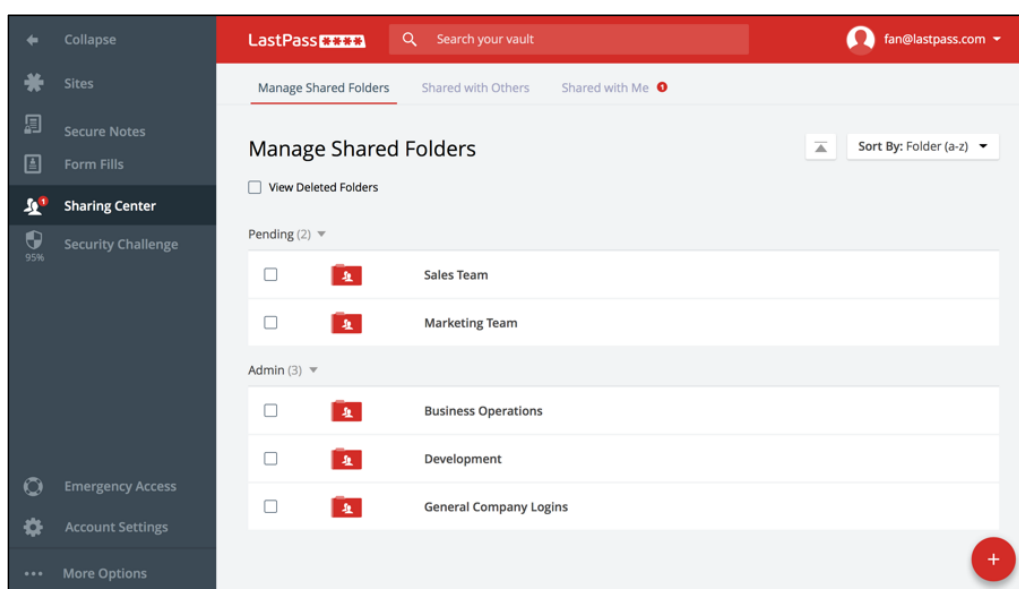 Collapse
LastPass ****
Search your vault
fan@lastpass.com
Sites
Manage Shared Folders
Shared with Others
Shared with Me 1
Secure Notes
Form Fills
Manage Shared Folders
Sort By: Folder (a-z)
View Deleted Folders
1
Sharing Center
Security Challenge
95%
Pending (2)
Sales Team
Marketing Team
Admin (3)
Business Operations
Development
General Company Logins
Emergency Access
Account Settings
More Options
+